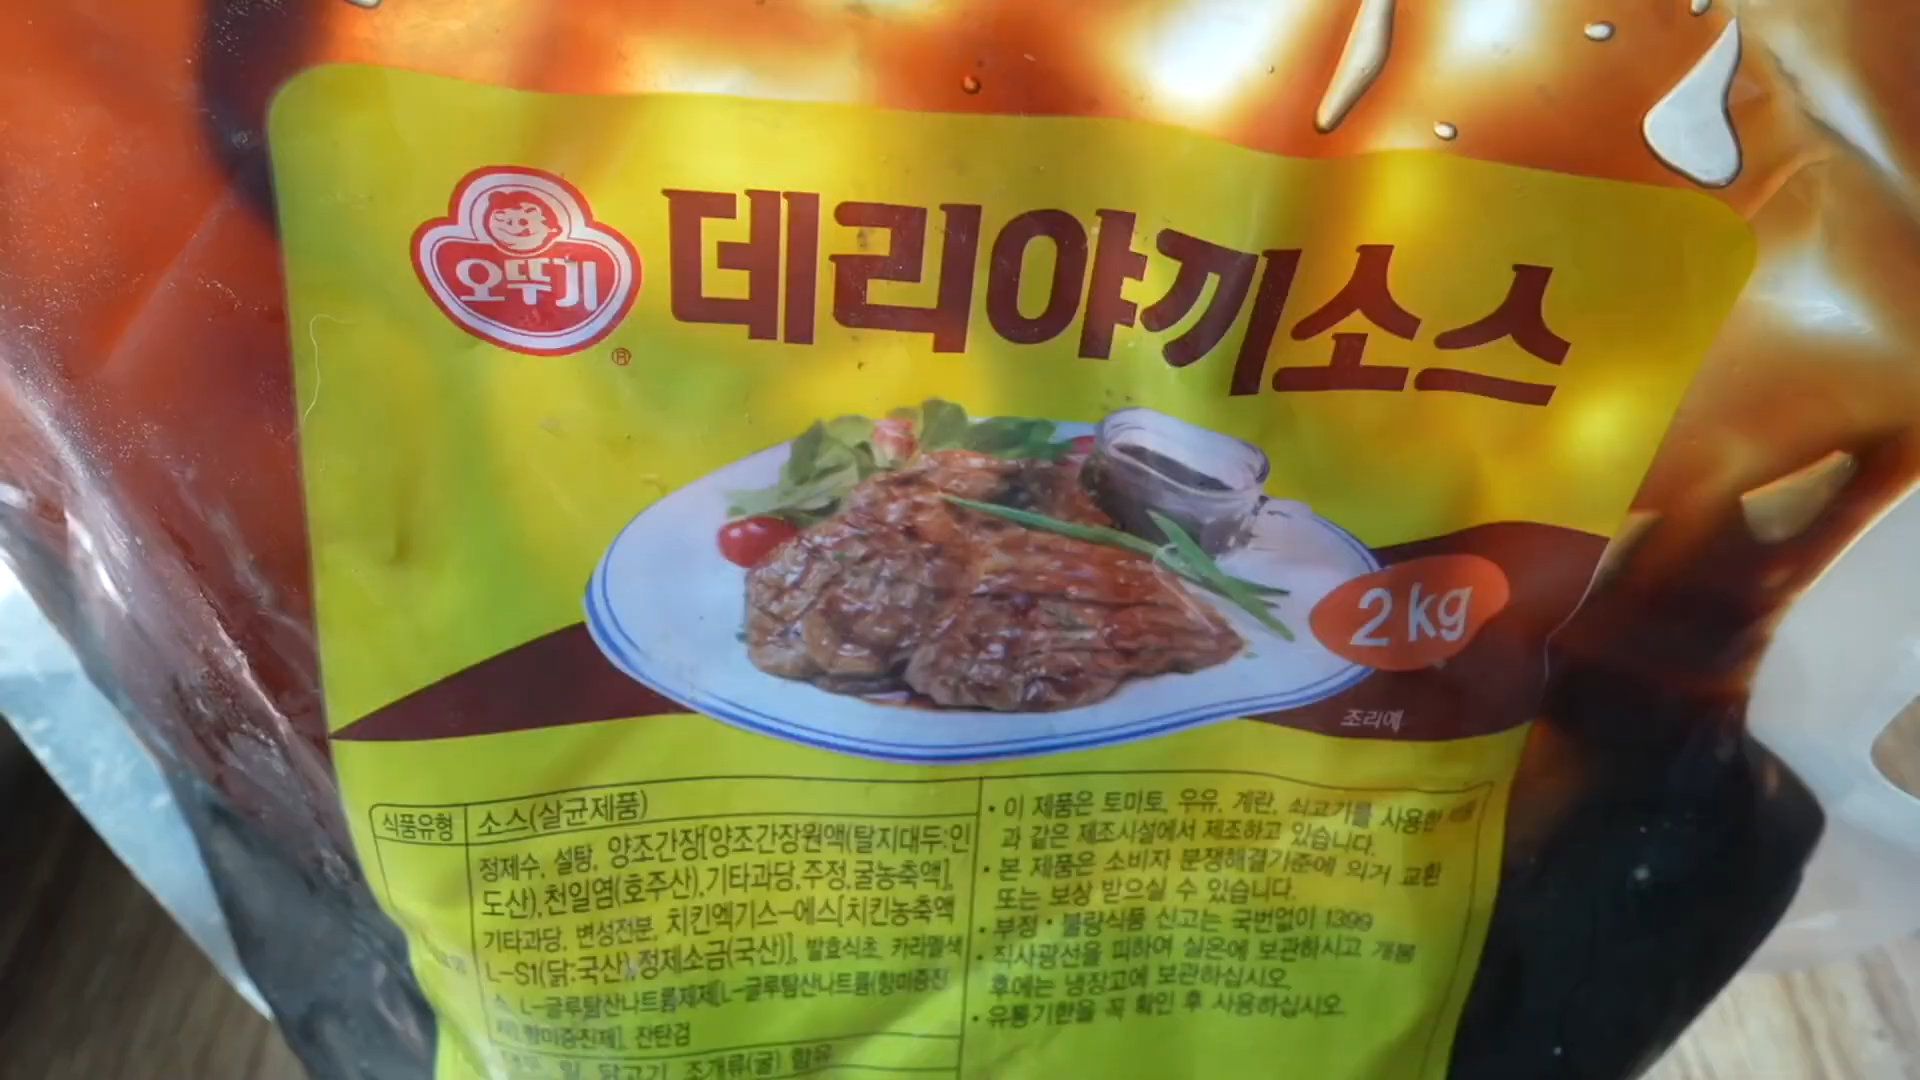 오뚜기
데리야끼소스
2kg
조리예
식품유형
소스(살균제품)
정제수, 설탕, 양조간장[양조간장원액(탈지대두:인
도산),천일염(호주산),기타과당,주정,굴농축액],
기타과당, 변성전분, 치킨엑기스-에스[치킨농축액
L-S1(닭:국산),정제소금(국산)], 발효식초, 카라멜색
소, L-글루탐산나트륨제제[L-글루탐산나트륨(향미증진
향미증진제], 잔탄검
밀, 닭고기, 조개류(굴) 함유
• 이 제품은 토마토, 우유, 계란, 쇠고기를 사용한
과 같은 제조시설에서 제조하고 있습니다.
• 본 제품은 소비자 분쟁해결기준에 의거 교환
또는 보상 받으실 수 있습니다.
• 부정・불량식품 신고는 국번없이 1399
• 직사광선을 피하여 실온에 보관하시고 개봉
후에는 냉장고에 보관하십시오.
• 유통기한을 꼭 확인 후 사용하십시오.